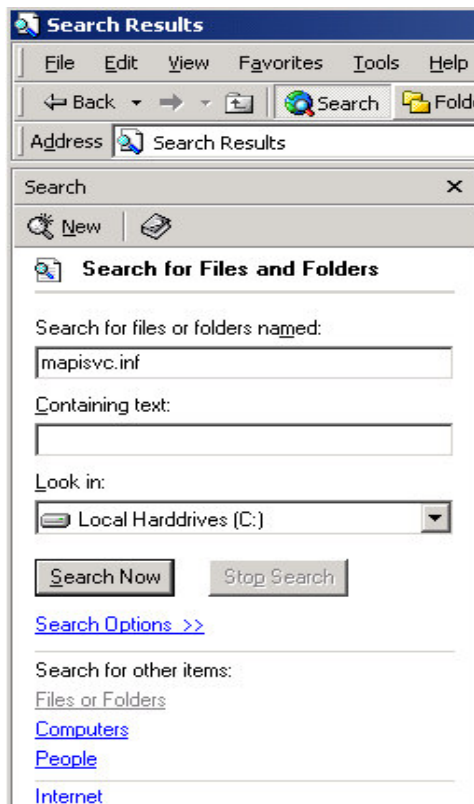 Search Results
File Edit View Favorites Tools Help
Back Search Folde
Address Search Results
Search
New
Search for Files and Folders
Search for files or folders named:
mapisvc.inf
Containing text:
Look in:
Local Harddrives (C:)
Search Now Stop Search
Search Options >>
Search for other items:
Files or Folders
Computers
People
Internet